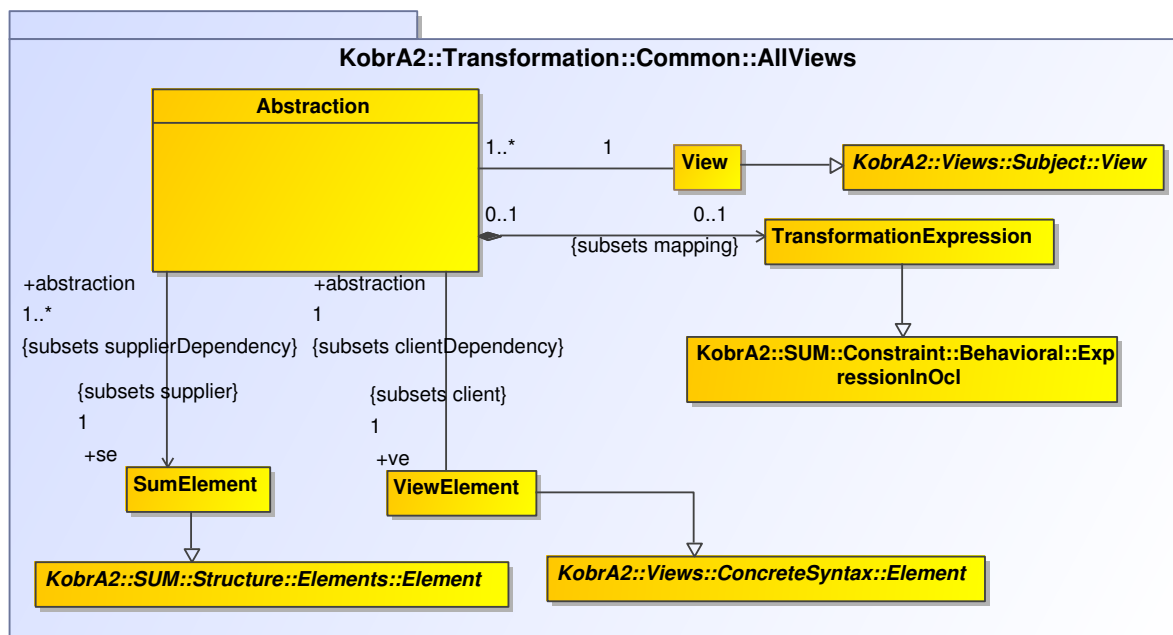 KobrA2::Transformation::Common::AllViews
Abstraction
1..* 1
View
KobrA2::Views::Subject::View
0..1 0..1
{subsets mapping}
TransformationExpression
+abstraction +abstraction
1..* 1
{subsets supplierDependency} {subsets clientDependency}
KobrA2::SUM::Constraint::Behavioral::Exp
ressionInOcl
{subsets supplier} {subsets client}
1 1
+se +ve
SumElement
ViewElement
KobrA2::SUM::Structure::Elements::Element
KobrA2::Views::ConcreteSyntax::Element